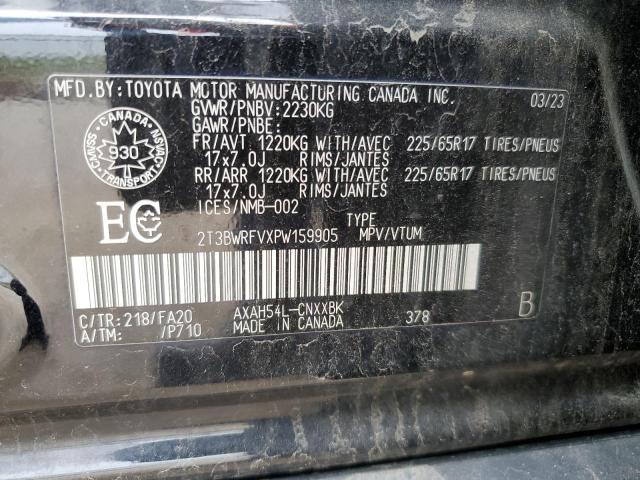 MFD.BY:TOYOTA MOTOR MANUFACTURING CANADA INC. 03/23
GVWR/PNBV:2230KG
GAWR/PNBE:
FR/AVT 1220KG WITH/AVEC 225/65R17 TIRES/PNEUS
17x7.0J RIMS/JANTES
RR/ARR 1220KG WITH/AVEC 225/65R17 TIRES/PNEUS
17x7.0J RIMS/JANTES
ICES/NMB-002
CANADA
CMVSS
930
NSVAC
TRANSPORT
EC
TYPE
2T3BWRFVXPW159905 MPV/VTUM
C/TR:218/FA20 AXAH54L-CNXXBK
A/TM: /P710 MADE IN CANADA 378
B